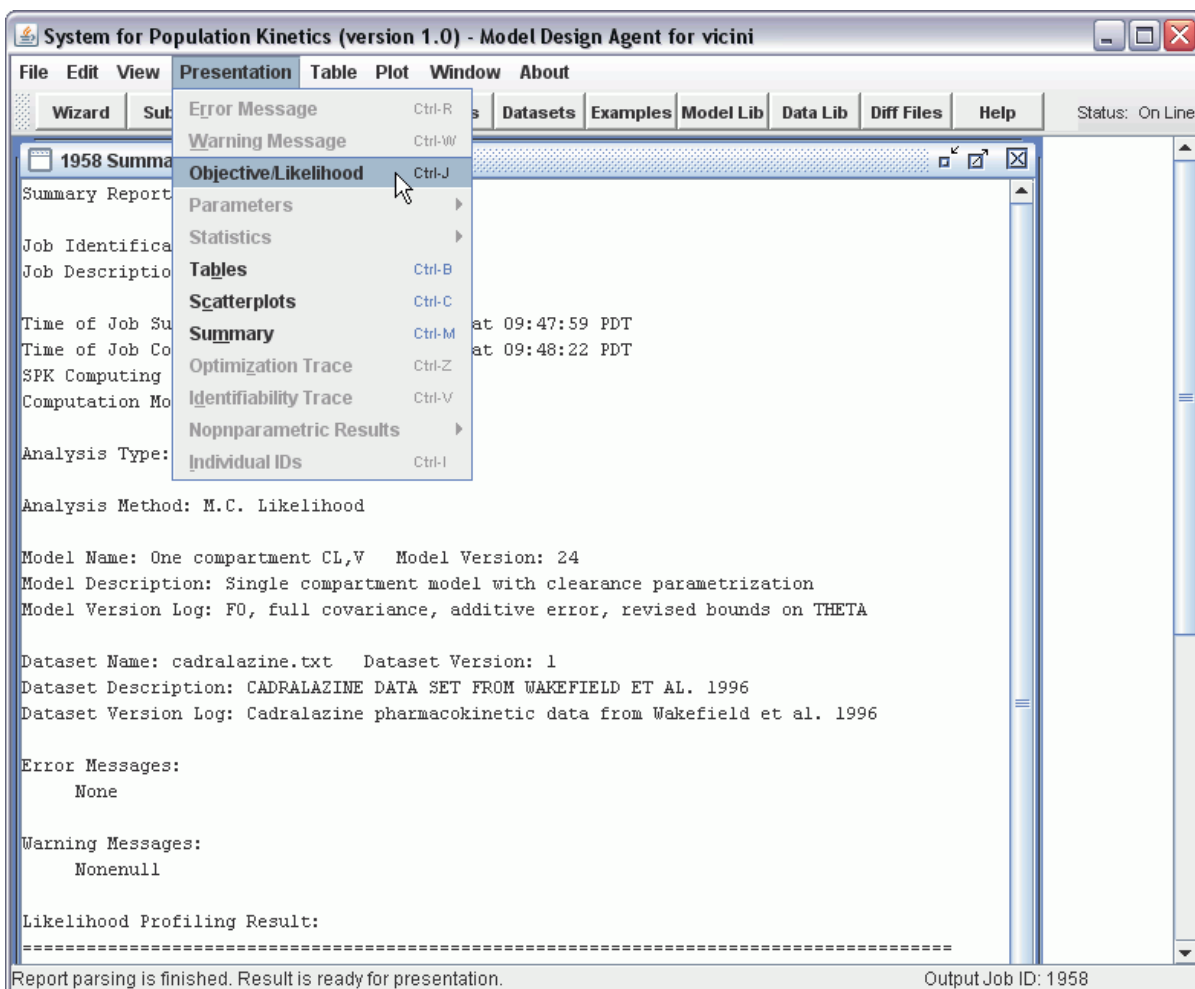 System for Population Kinetics (version 1.0) - Model Design Agent for vicini
File Edit View Presentation Table Plot Window About
Wizard Sub s Datasets Examples Model Lib Data Lib Diff Files Help Status: On Line
Error Message Ctrl-R
Warning Message Ctrl-W
Objective/Likelihood Ctrl-J
Parameters
Statistics
Tables Ctrl-B
Scatterplots Ctrl-C
Summary Ctrl-M
Optimization Trace Ctrl-Z
Identifiability Trace Ctrl-V
Nopnparametric Results
Individual IDs Ctrl-I
1958 Summa
Summary Report
Job Identifica
Job Descriptio
Time of Job Su at 09:47:59 PDT
Time of Job Co at 09:48:22 PDT
SPK Computing
Computation Mo
Analysis Type:
Analysis Method: M.C. Likelihood
Model Name: One compartment CL,V Model Version: 24
Model Description: Single compartment model with clearance parametrization
Model Version Log: FO, full covariance, additive error, revised bounds on THETA
Dataset Name: cadralazine.txt Dataset Version: 1
Dataset Description: CADRALAZINE DATA SET FROM WAKEFIELD ET AL. 1996
Dataset Version Log: Cadralazine pharmacokinetic data from Wakefield et al. 1996
Error Messages:
None
Warning Messages:
Nonenull
Likelihood Profiling Result:
=======================================================================================
Report parsing is finished. Result is ready for presentation. Output Job ID: 1958